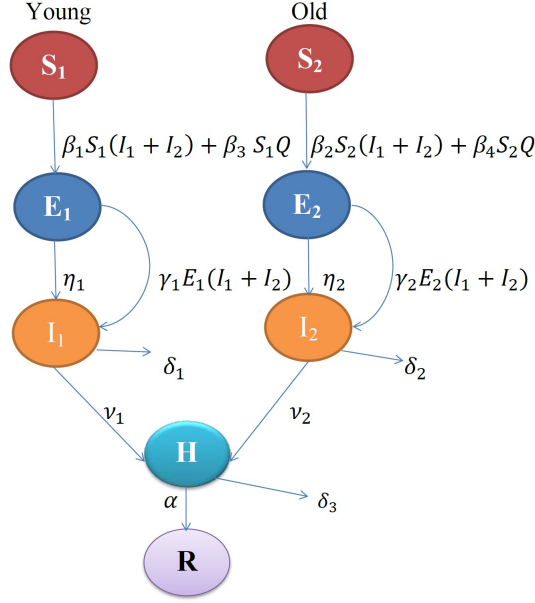 Young Old
S₁ S₂
β₁S₁(I₁ + I₂) + β₃ S₁Q β₂S₂(I₁ + I₂) + β₄S₂Q
E₁ E₂
η₁ γ₁E₁(I₁ + I₂) η₂ γ₂E₂(I₁ + I₂)
I₁ I₂
δ₁ δ₂
ν₁ ν₂
H
α δ₃
R